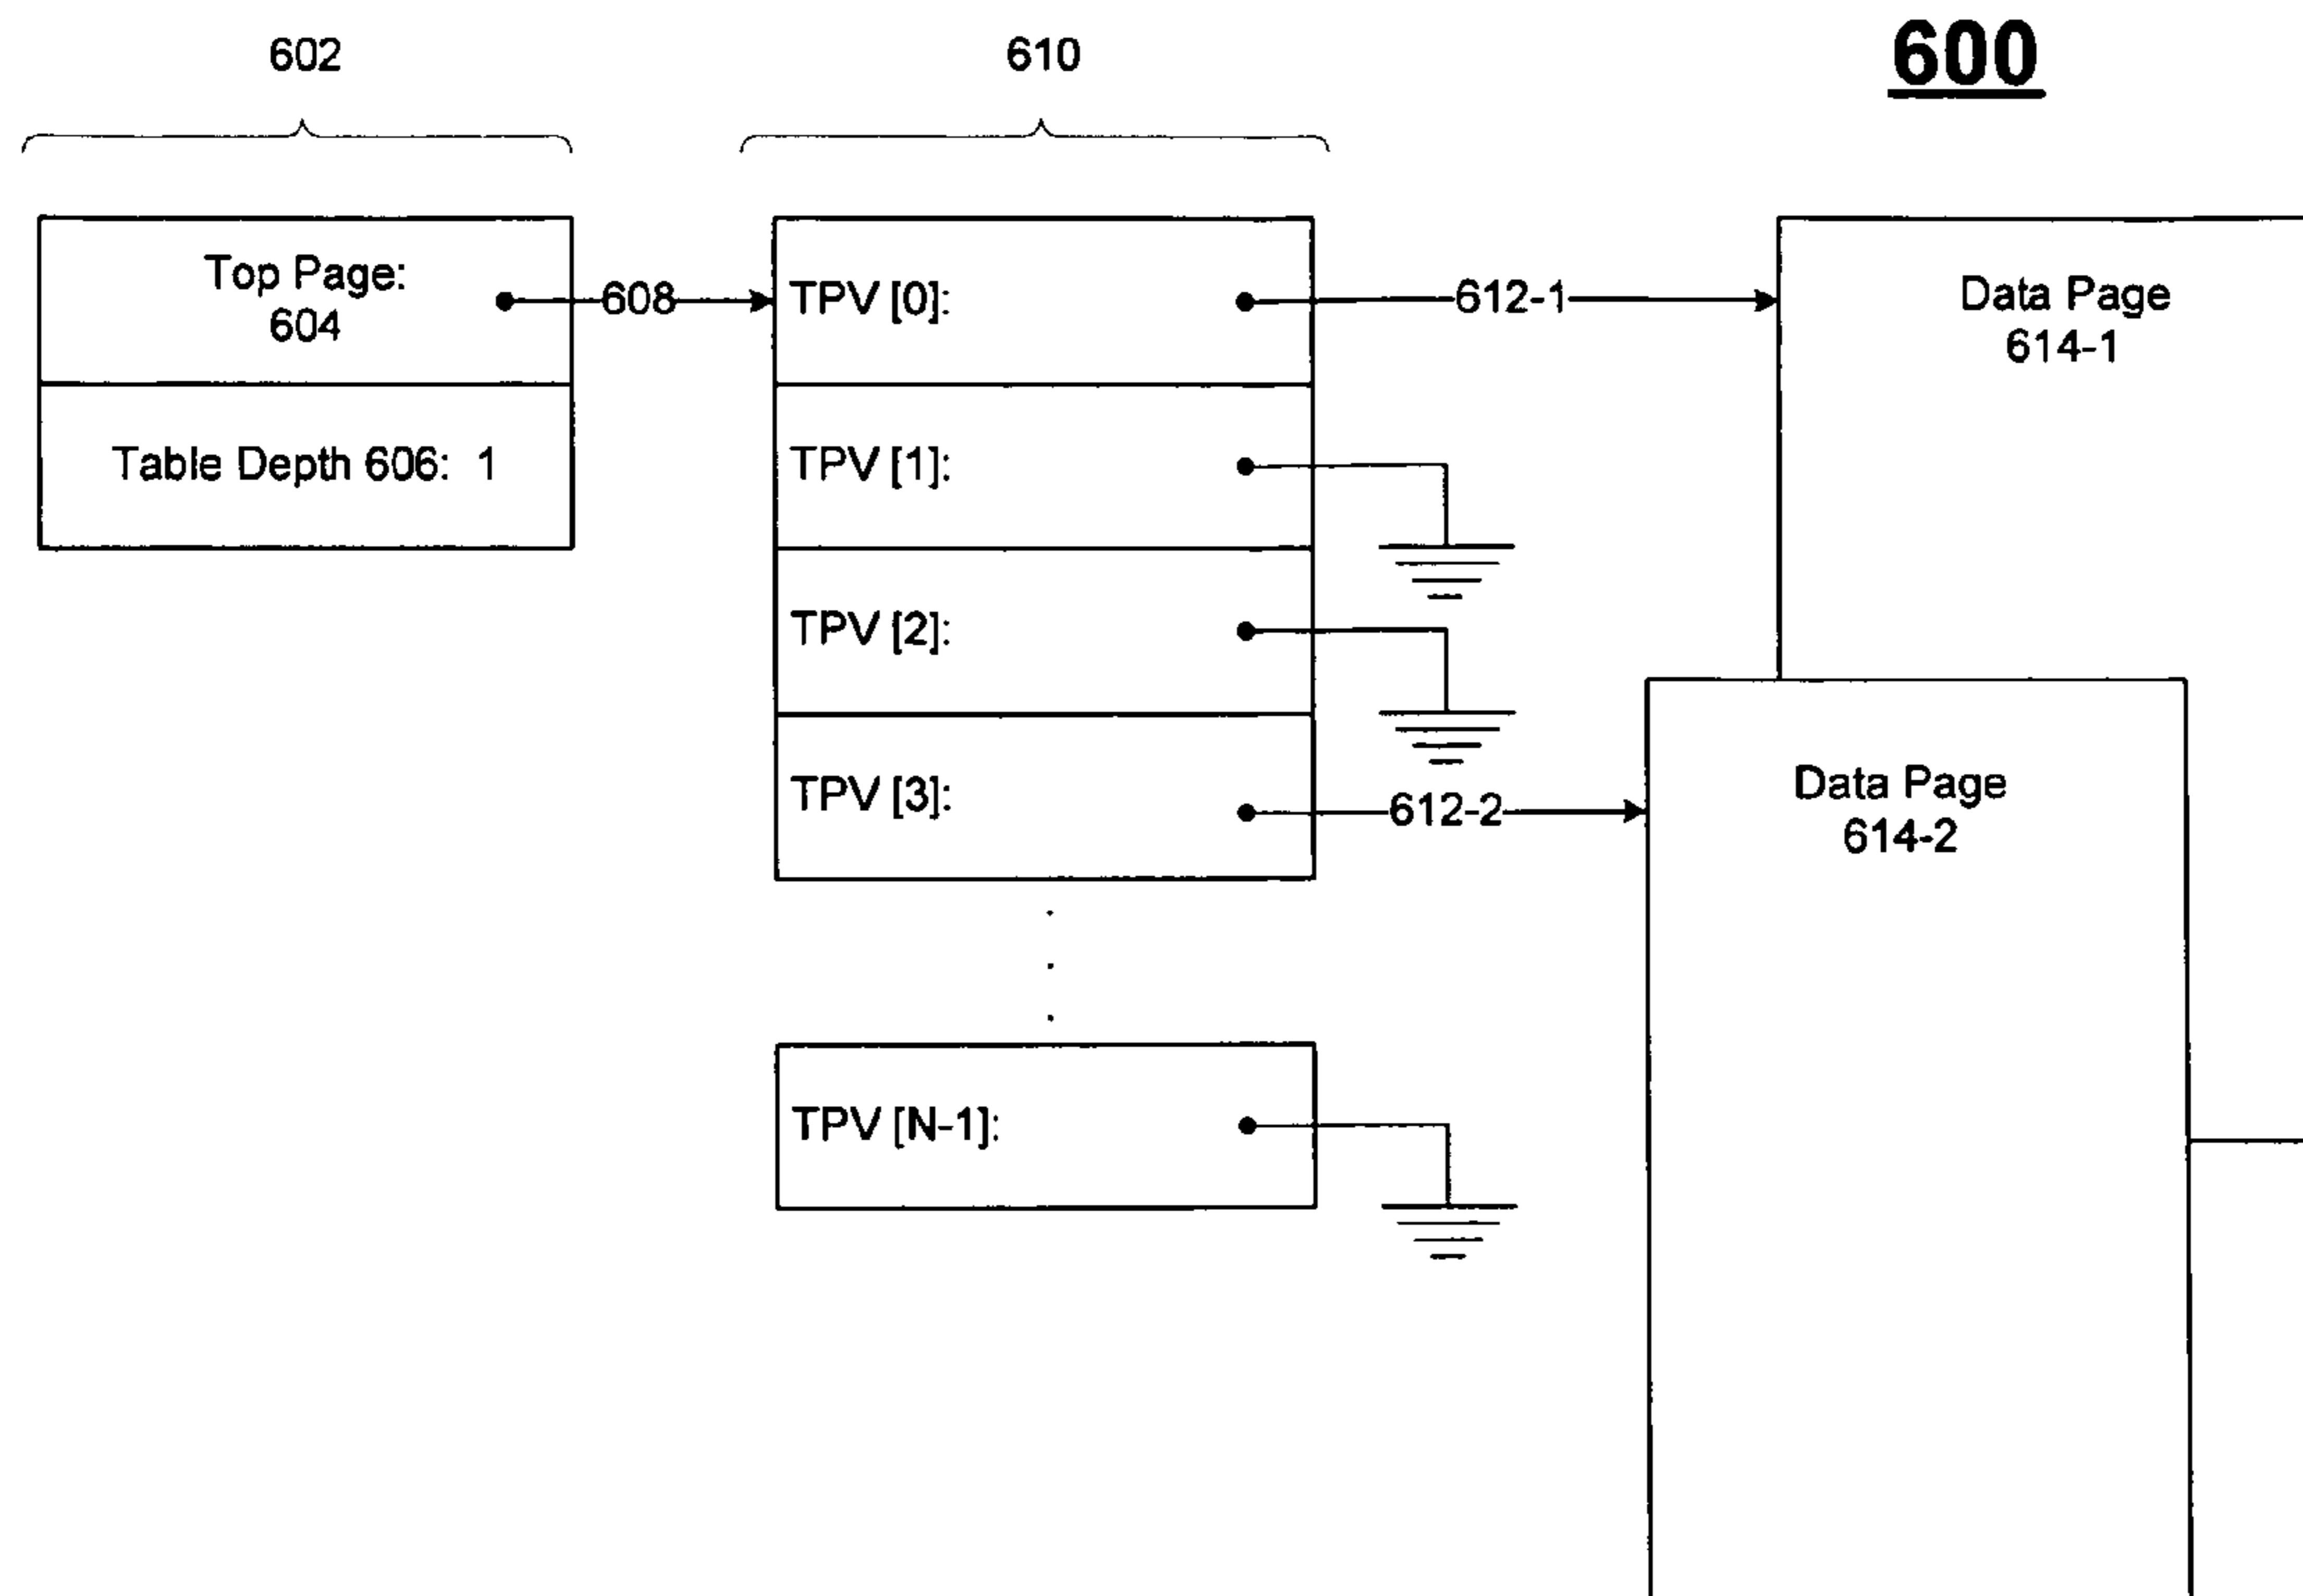 602
610
600
Top Page:
604
608
TPV [0]:
612-1
Data Page
614-1
Table Depth 606: 1
TPV [1]:
TPV [2]:
TPV [3]:
612-2
Data Page
614-2
TPV [N-1]: